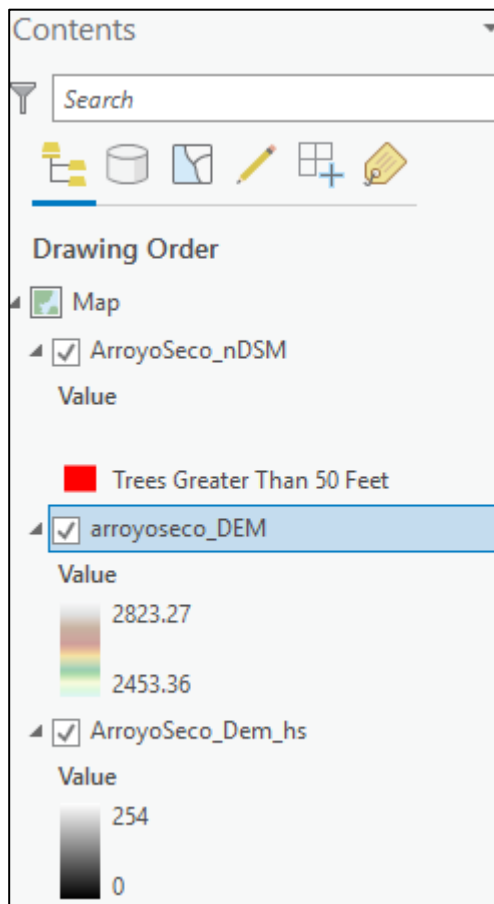 Contents
Search
Drawing Order
Map
ArroyoSeco_nDSM
Value
Trees Greater Than 50 Feet
arroyoseco_DEM
Value
2823.27
2453.36
ArroyoSeco_Dem_hs
Value
254
0